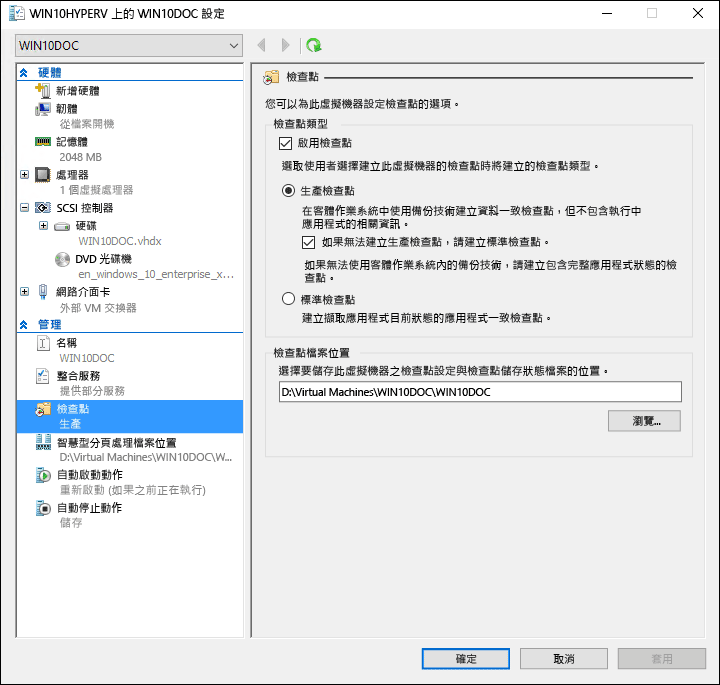 WIN10HYPERV 上的 WIN10DOC 設定
WIN10DOC
硬體
新增硬體
韌體
從檔案開機
記憶體
2048 MB
處理器
1 個虛擬處理器
SCSI 控制器
硬碟
WIN10DOC.vhdx
DVD 光碟機
en_windows_10_enterprise_x...
網路介面卡
外部 VM 交換器
管理
名稱
WIN10DOC
整合服務
提供部分服務
檢查點
生產
智慧型分頁處理檔案位置
D:\Virtual Machines\WIN10DOC\W...
自動啟動動作
重新啟動 (如果之前正在執行)
自動停止動作
儲存
檢查點
您可以為此虛擬機器設定檢查點的選項。
檢查點類型
啟用檢查點
選取使用者選擇建立此虛擬機器的檢查點時將建立的檢查點類型。
生產檢查點
在客體作業系統中使用備份技術建立資料一致檢查點，但不包含執行中
應用程式的相關資訊。
如果無法建立生產檢查點，請建立標準檢查點。
如果無法使用客體作業系統內的備份技術，請建立包含完整應用程式狀態的檢
查點。
標準檢查點
建立擷取應用程式目前狀態的應用程式一致檢查點。
檢查點檔案位置
選擇要儲存此虛擬機器之檢查點設定與檢查點儲存狀態檔案的位置。
D:\Virtual Machines\WIN10DOC\WIN10DOC
瀏覽...
確定
取消
套用